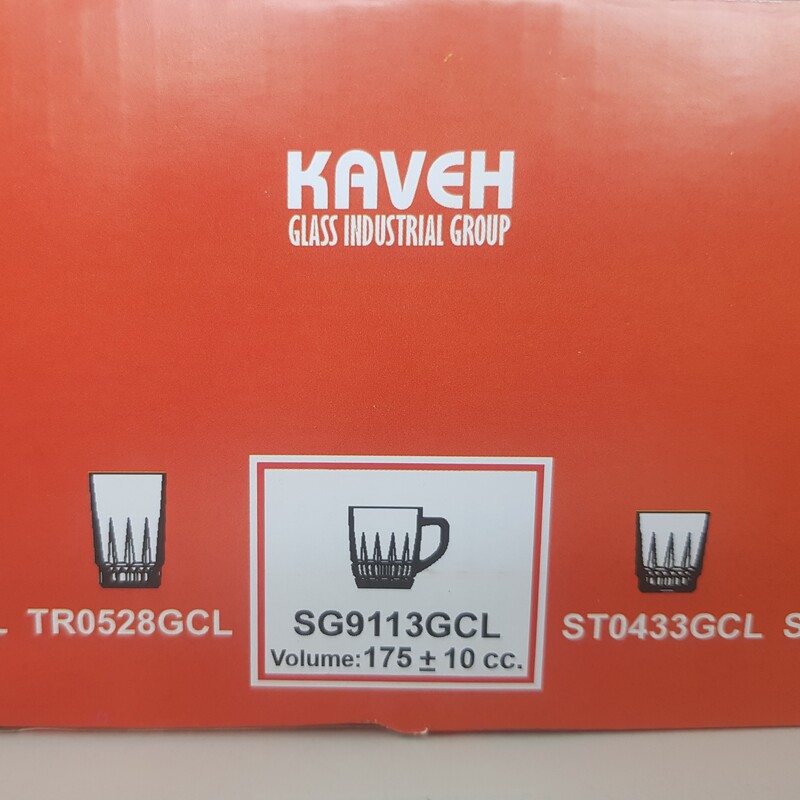 KAVEH
GLASS INDUSTRIAL GROUP
L TR0528GCL SG9113GCL ST0433GCL S
Volume: 175 ± 10 cc.